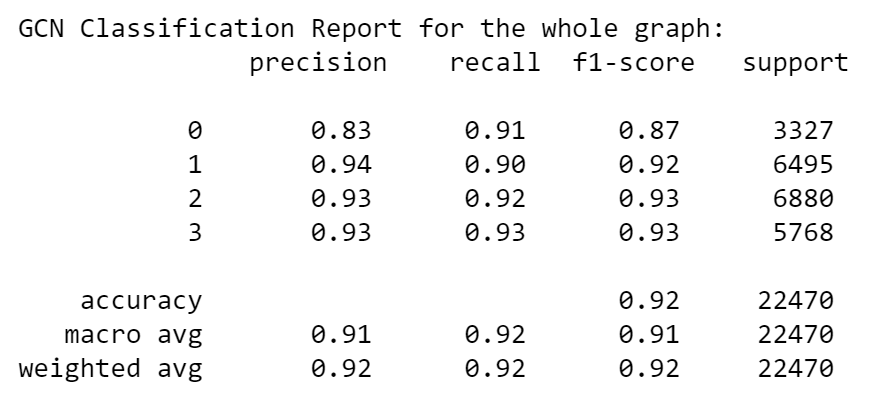 GCN Classification Report for the whole graph:
precision recall f1-score support
0 0.83 0.91 0.87 3327
1 0.94 0.90 0.92 6495
2 0.93 0.92 0.93 6880
3 0.93 0.93 0.93 5768
accuracy 0.92 22470
macro avg 0.91 0.92 0.91 22470
weighted avg 0.92 0.92 0.92 22470